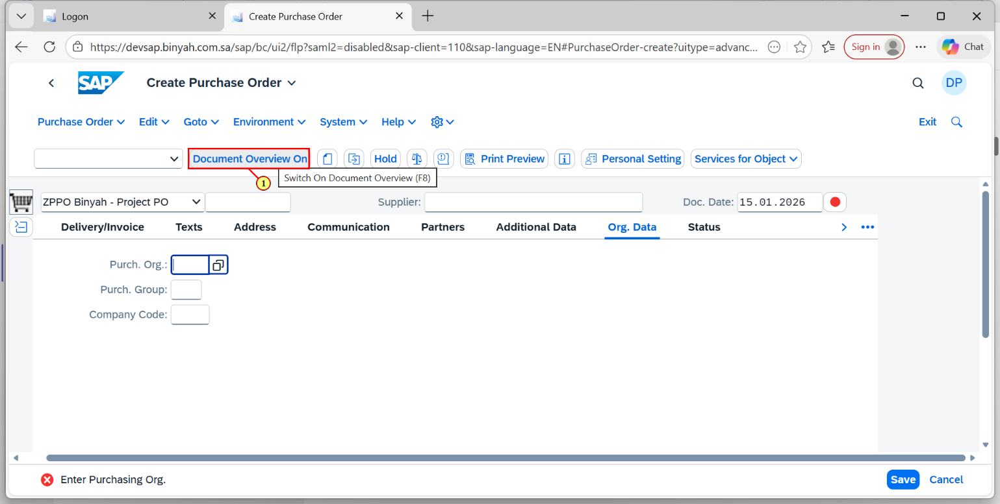 Logon
Create Purchase Order
https://devsap.binyah.com.sa/sap/bc/ui2/flp?saml2=disabled&sap-client=110&sap-language=EN#PurchaseOrder-create?uitype=advanc...
Sign in
Chat
SAP
Create Purchase Order
DP
Purchase Order
Edit
Goto
Environment
System
Help
Exit
Document Overview On
Hold
Print Preview
Personal Setting
Services for Object
1
Switch On Document Overview (F8)
ZPPO Binyah - Project PO
Supplier:
Doc. Date: 15.01.2026
Delivery/Invoice
Texts
Address
Communication
Partners
Additional Data
Org. Data
Status
Purch. Org.:
Purch. Group:
Company Code:
Enter Purchasing Org.
Save
Cancel